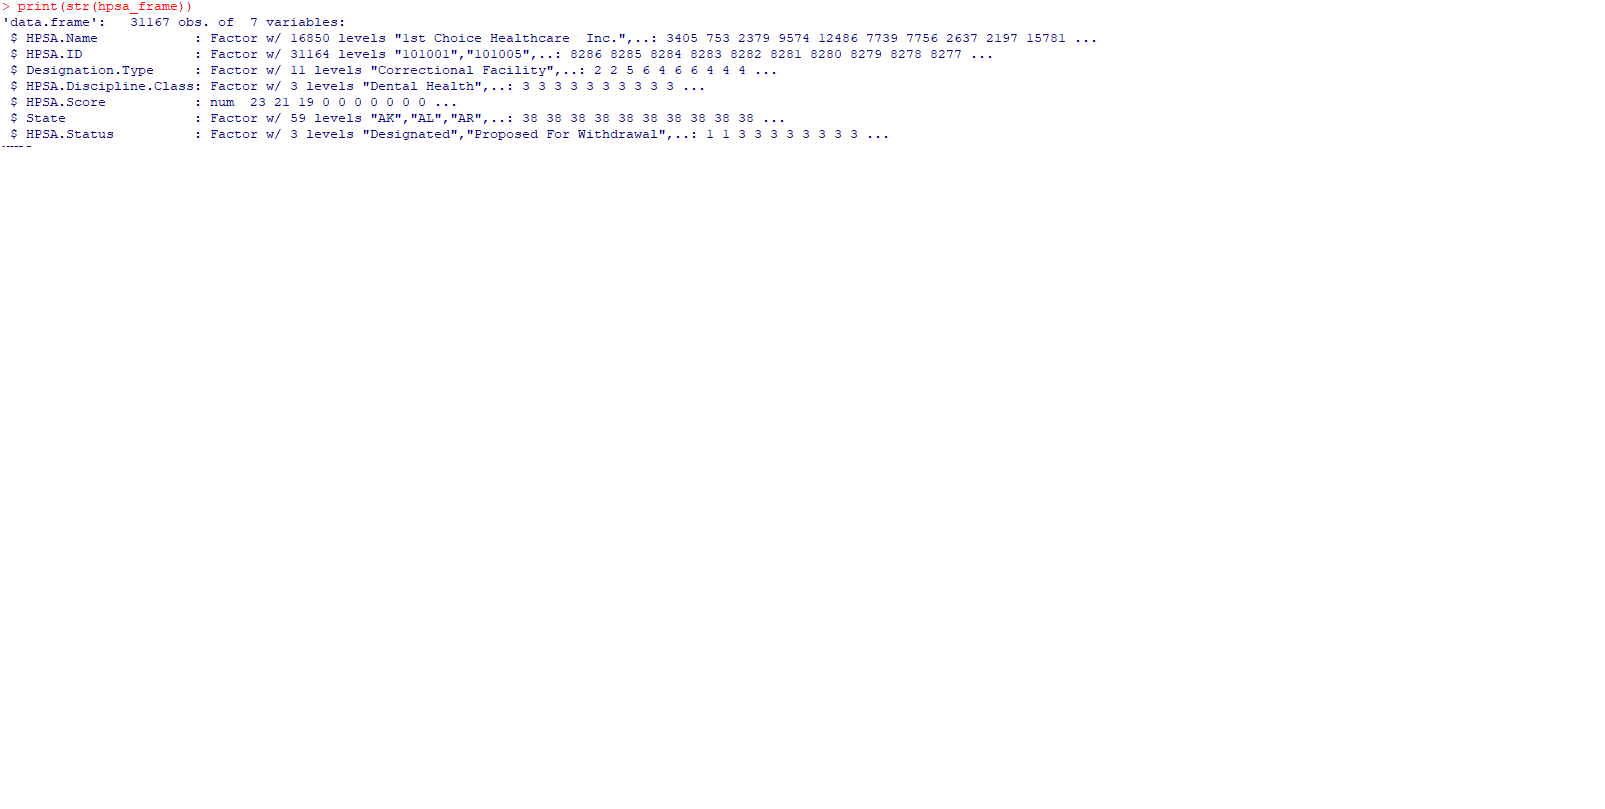 > print(str(hpsa_frame))
'data.frame':   31167 obs. of  7 variables:
 $ HPSA.Name            : Factor w/ 16850 levels "1st Choice Healthcare  Inc.",..: 3405 753 2379 9574 12486 7739 7756 2637 2197 15781 ...
 $ HPSA.ID              : Factor w/ 31164 levels "101001","101005",..: 8286 8285 8284 8283 8282 8281 8280 8279 8278 8277 ...
 $ Designation.Type     : Factor w/ 11 levels "Correctional Facility",..: 2 2 5 6 4 6 6 4 4 4 ...
 $ HPSA.Discipline.Class: Factor w/ 3 levels "Dental Health",..: 3 3 3 3 3 3 3 3 3 3 ...
 $ HPSA.Score           : num  23 21 19 0 0 0 0 0 0 0 ...
 $ State                : Factor w/ 59 levels "AK","AL","AR",..: 38 38 38 38 38 38 38 38 38 38 ...
 $ HPSA.Status          : Factor w/ 3 levels "Designated","Proposed For Withdrawal",..: 1 1 3 3 3 3 3 3 3 3 ...